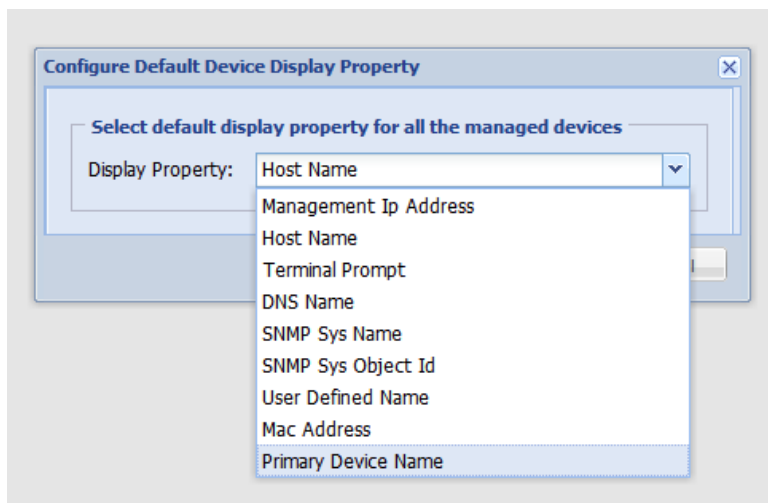 Configure Default Device Display Property
Select default display property for all the managed devices
Display Property: Host Name
Management Ip Address
Host Name
Terminal Prompt
DNS Name
SNMP Sys Name
SNMP Sys Object Id
User Defined Name
Mac Address
Primary Device Name